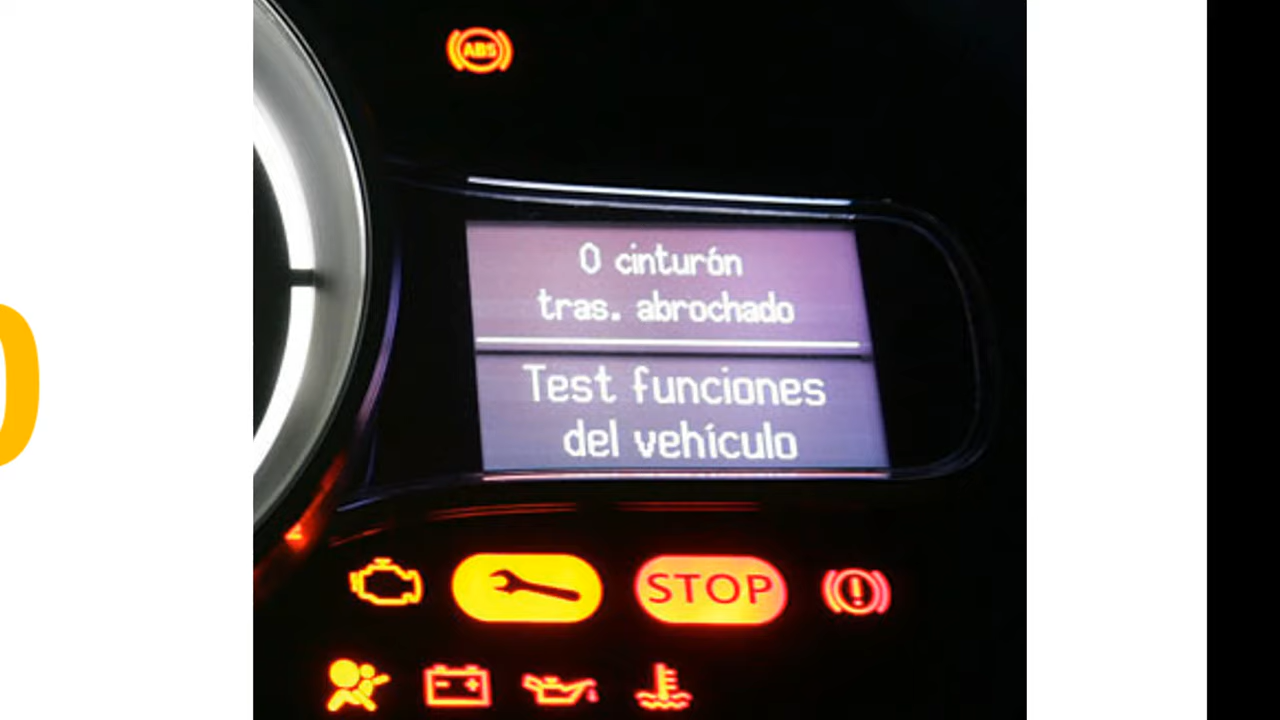 ABS
0 cinturón
tras. abrochado
Test funciones
del vehículo
STOP